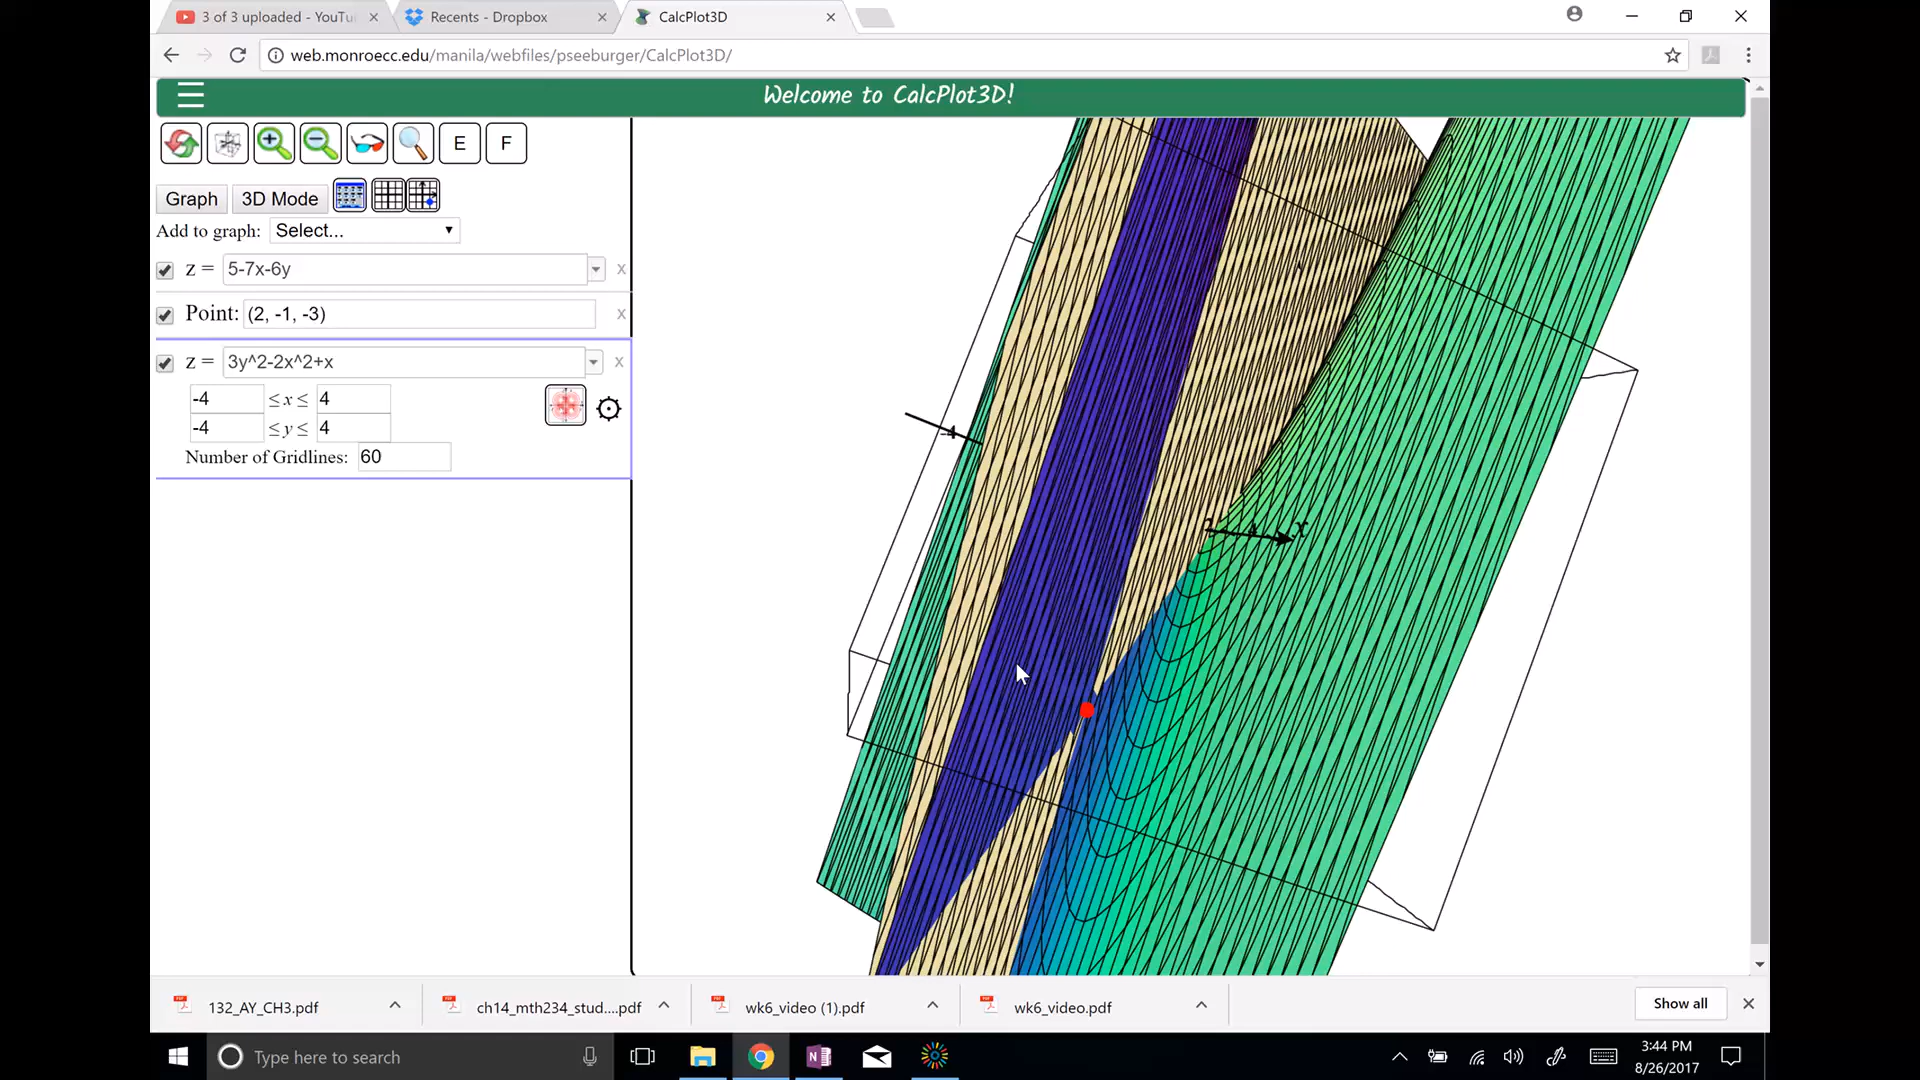 3 of 3 uploaded - YouTu
Recents - Dropbox
CalcPlot3D
web.monroecc.edu/manila/webfiles/pseeburger/CalcPlot3D/
Welcome to CalcPlot3D!
E F
Graph 3D Mode
Add to graph: Select...
z = 5-7x-6y x
Point: (2, -1, -3) x
z = 3y^2-2x^2+x x
-4 ≤ x ≤ 4
-4 ≤ y ≤ 4
Number of Gridlines: 60
-4
2 4 x
132_AY_CH3.pdf
ch14_mth234_stud....pdf
wk6_video (1).pdf
wk6_video.pdf
Show all
Type here to search
3:44 PM
8/26/2017